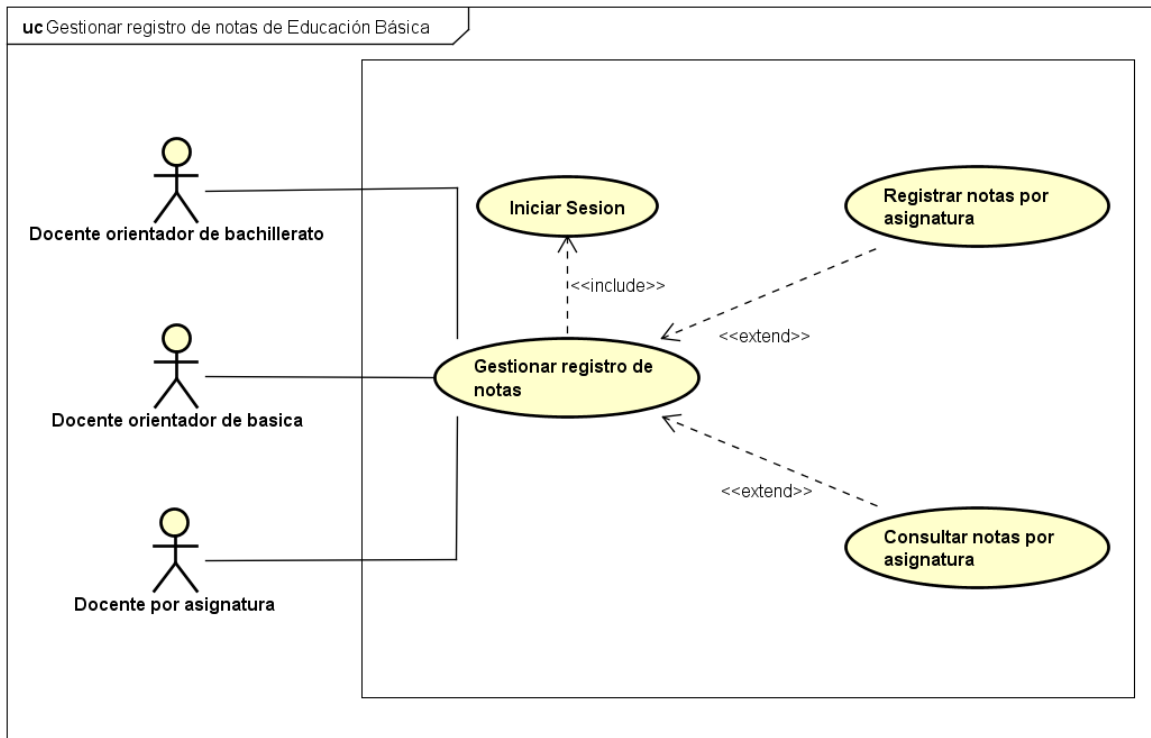 uc Gestionar registro de notas de Educación Básica
Docente orientador de bachillerato
Iniciar Sesion
Registrar notas por
asignatura
<<include>>
<<extend>>
Docente orientador de basica
Gestionar registro de
notas
<<extend>>
Docente por asignatura
Consultar notas por
asignatura